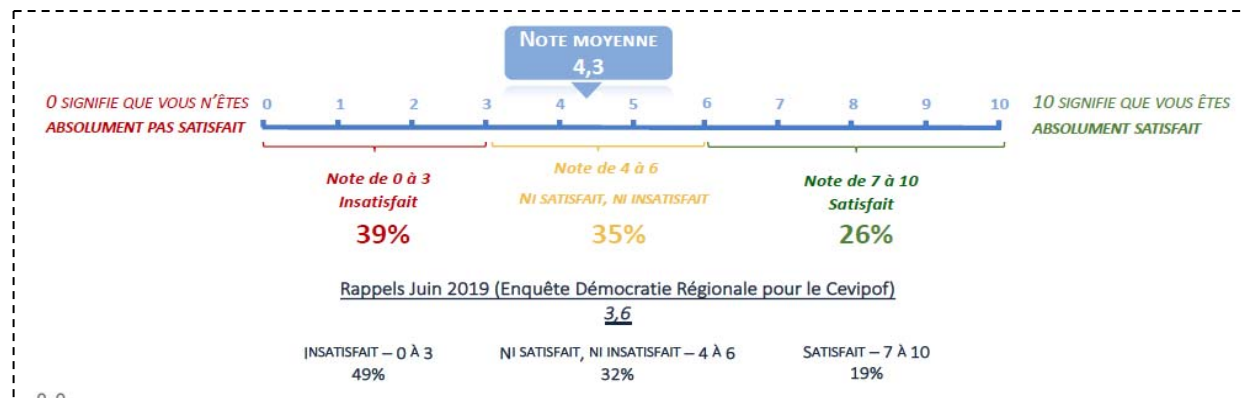 NOTE MOYENNE
4,3
0 SIGNIFIE QUE VOUS N'ÊTES
ABSOLUMENT PAS SATISFAIT
0 1 2 3 4 5 6 7 8 9 10
10 SIGNIFIE QUE VOUS ÊTES
ABSOLUMENT SATISFAIT
Note de 0 à 3
Insatisfait
39%
Note de 4 à 6
NI SATISFAIT, NI INSATISFAIT
35%
Note de 7 à 10
Satisfait
26%
Rappels Juin 2019 (Enquête Démocratie Régionale pour le Cevipof)
3,6
INSATISFAIT – 0 À 3
49%
NI SATISFAIT, NI INSATISFAIT – 4 À 6
32%
SATISFAIT – 7 À 10
19%